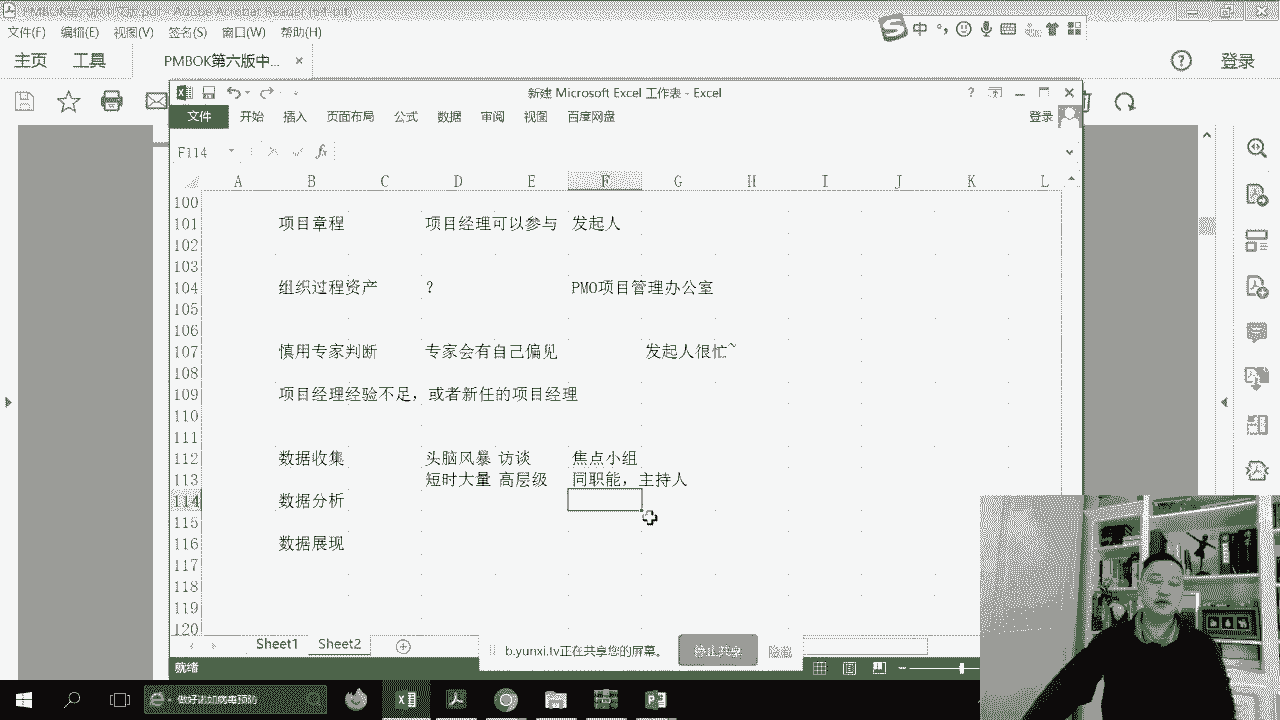 文件(F) 编辑(E) 视图(V) 签名(S) 窗口(W) 帮助(H)
中
主页 工具 PMBOK第六版中... ×
登录
新建 Microsoft Excel 工作表 - Excel
文件 开始 插入 页面布局 公式 数据 审阅 视图 百度网盘
登录
F114
A B C D E F G H I J K L
100
101 项目章程 项目经理可以参与 发起人
102
103
104 组织过程资产 ? PMO项目管理办公室
105
106
107 慎用专家判断 专家会有自己偏见 发起人很忙~
108
109 项目经理经验不足，或者新任的项目经理
110
111
112 数据收集 头脑风暴 访谈 焦点小组
113 短时大量 高层级 同职能，主持人
114 数据分析
115
116 数据展现
117
118
119
120
Sheet1 Sheet2
b.yunxi.tv正在共享您的屏幕。 停止共享 隐藏
就绪